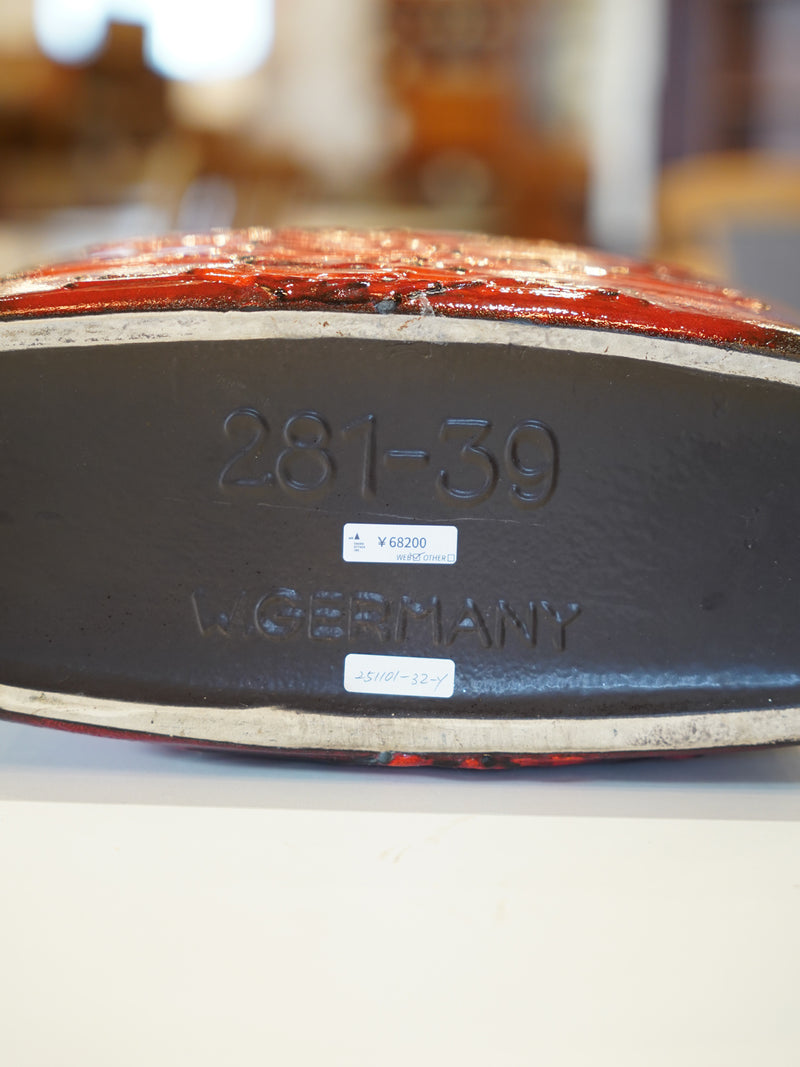 281-39
¥68200
WEB☑ OTHER☐
W.GERMANY
251101-32-Y